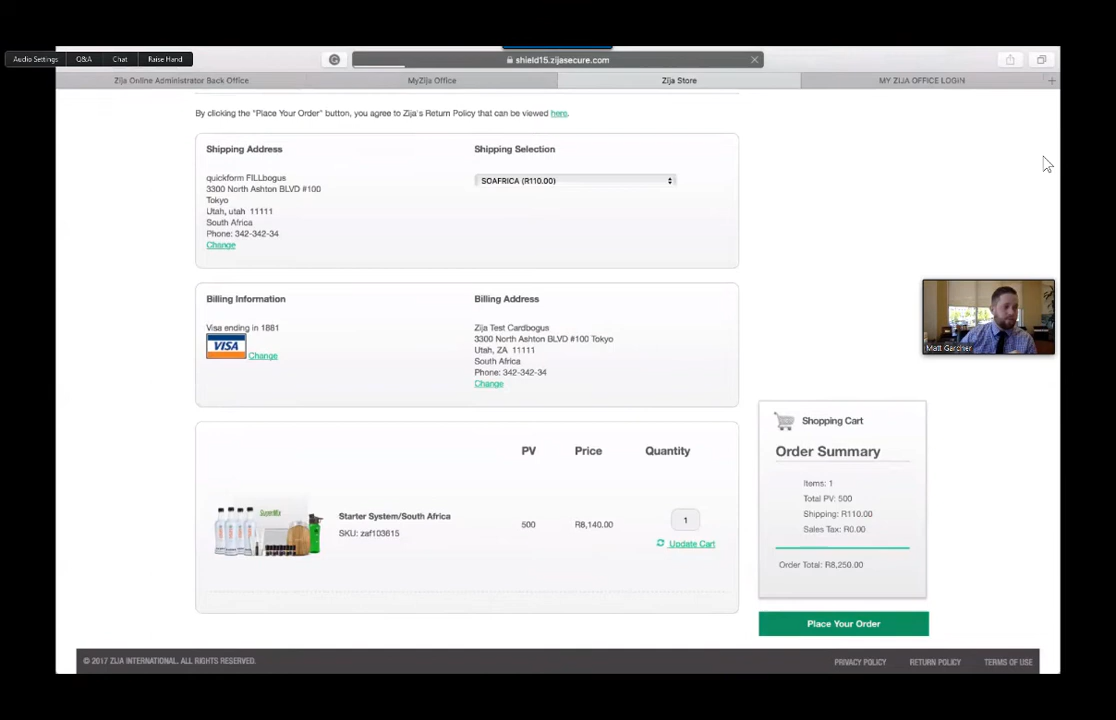 Audio Settings Q&A Chat Raise Hand
shield15.zijasecure.com
Zija Online Administrator Back Office MyZija Office Zija Store MY ZIJA OFFICE LOGIN
By clicking the "Place Your Order" button, you agree to Zija's Return Policy that can be viewed here.
Shipping Address
quickform FILLbogus
3300 North Ashton BLVD #100
Tokyo
Utah, utah 11111
South Africa
Phone: 342-342-34
Change
Shipping Selection
SOAFRICA (R110.00)
Billing Information
Visa ending in 1881
VISA
Change
Billing Address
Zija Test Cardbogus
3300 North Ashton BLVD #100 Tokyo
Utah, ZA 11111
South Africa
Phone: 342-342-34
Change
Matt Gardner
PV Price Quantity
SuperMix
Starter System/South Africa
SKU: zaf103615
500 R8,140.00 1
Update Cart
Shopping Cart
Order Summary
Items: 1
Total PV: 500
Shipping: R110.00
Sales Tax: R0.00
Order Total: R8,250.00
Place Your Order
© 2017 ZIJA INTERNATIONAL. ALL RIGHTS RESERVED.
PRIVACY POLICY RETURN POLICY TERMS OF USE